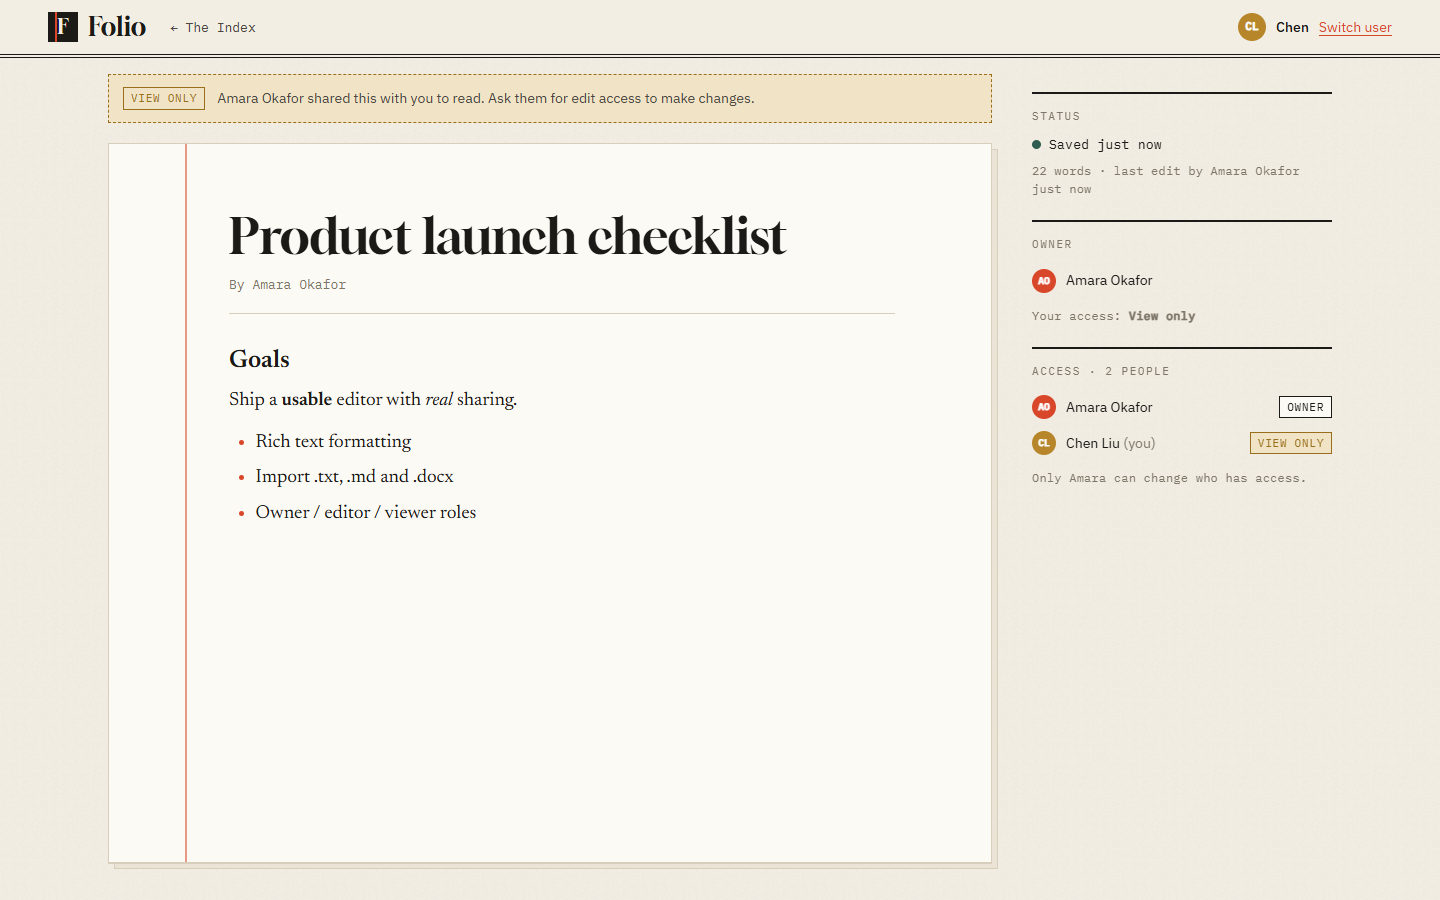 F Folio ← The Index CL Chen Switch user
VIEW ONLY Amara Okafor shared this with you to read. Ask them for edit access to make changes.
Product launch checklist
By Amara Okafor
Goals
Ship a usable editor with real sharing.
• Rich text formatting
• Import .txt, .md and .docx
• Owner / editor / viewer roles
STATUS
Saved just now
22 words · last edit by Amara Okafor
just now
OWNER
AO Amara Okafor
Your access: View only
ACCESS · 2 PEOPLE
AO Amara Okafor OWNER
CL Chen Liu (you) VIEW ONLY
Only Amara can change who has access.